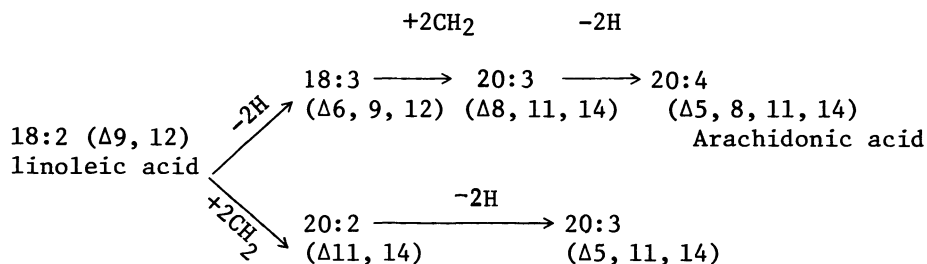 +2CH2 -2H
18:3 20:3 20:4
-2H (Δ6, 9, 12) (Δ8, 11, 14) (Δ5, 8, 11, 14)
18:2 (Δ9, 12) Arachidonic acid
linoleic acid
-2H
+2CH2 20:2 20:3
(Δ11, 14) (Δ5, 11, 14)